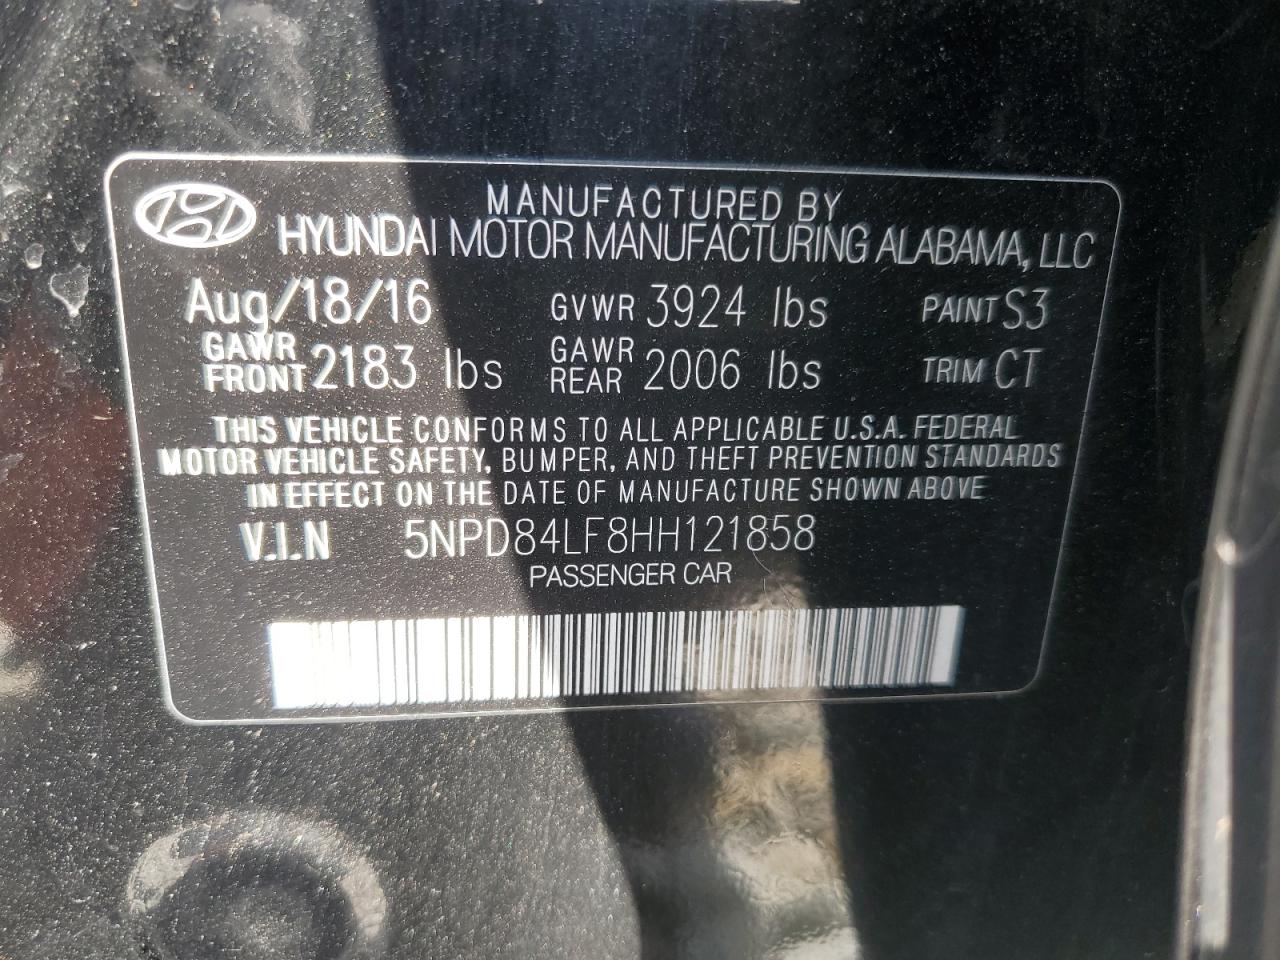 MANUFACTURED BY
HYUNDAI MOTOR MANUFACTURING ALABAMA, LLC
Aug/18/16 GVWR 3924 lbs PAINT S3
GAWR FRONT 2183 lbs GAWR REAR 2006 lbs TRIM CT
THIS VEHICLE CONFORMS TO ALL APPLICABLE U.S.A. FEDERAL
MOTOR VEHICLE SAFETY, BUMPER, AND THEFT PREVENTION STANDARDS
IN EFFECT ON THE DATE OF MANUFACTURE SHOWN ABOVE
V.I.N 5NPD84LF8HH121858
PASSENGER CAR